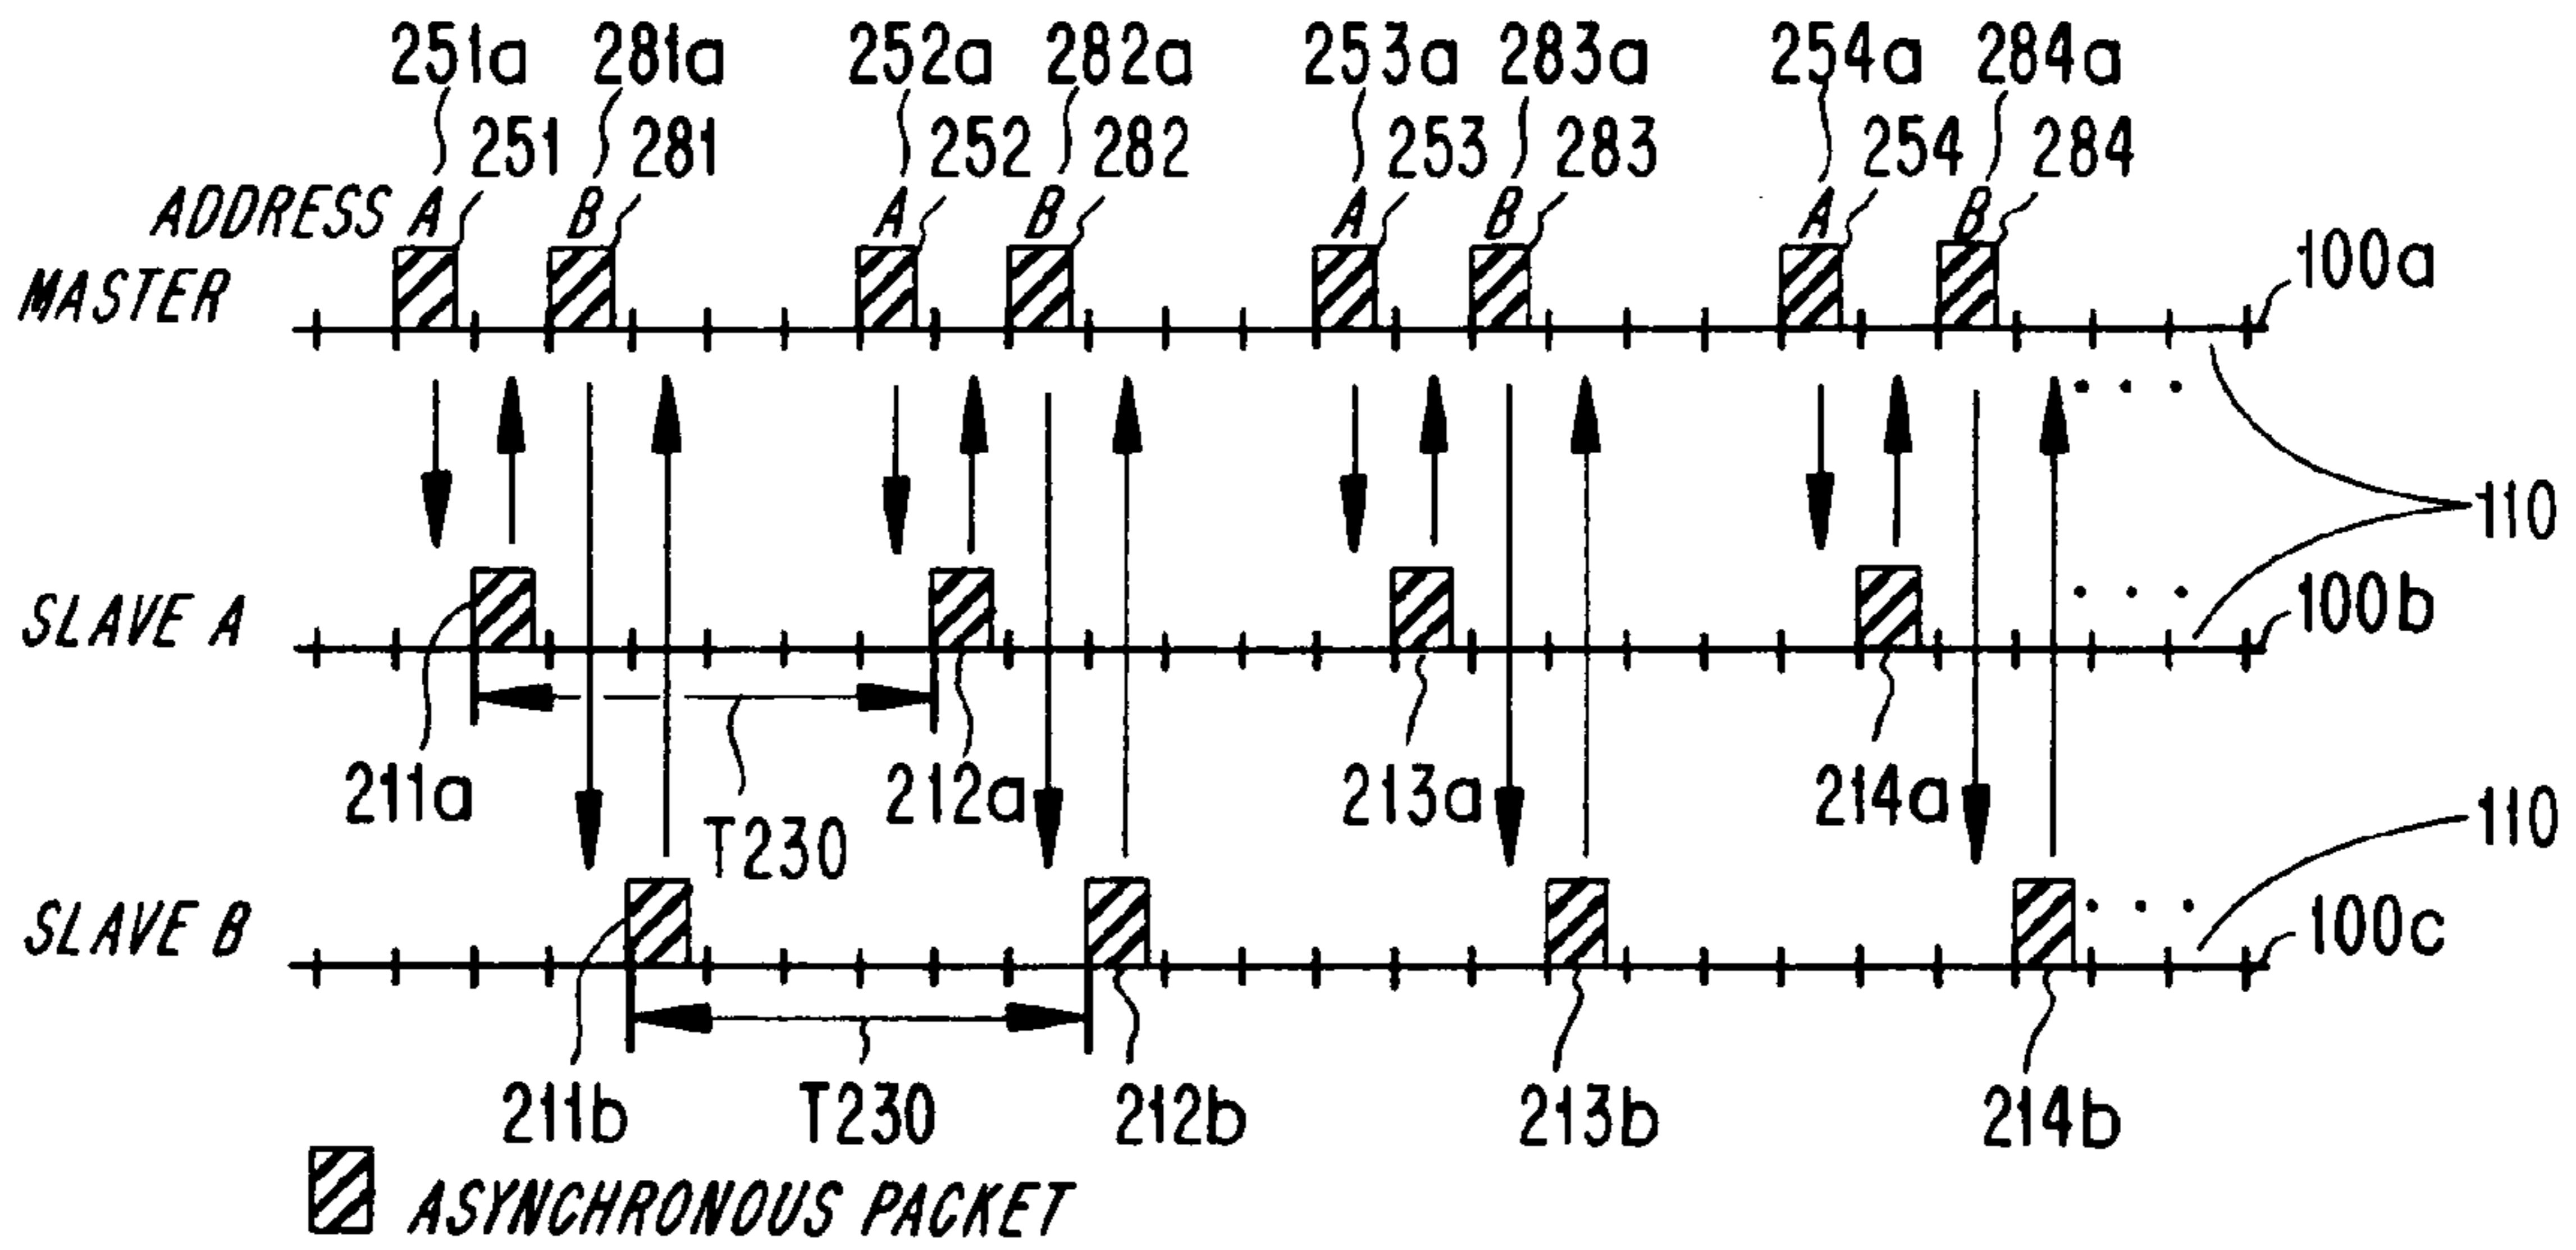 251a 281a 252a 282a 253a 283a 254a 284a
251 281 252 282 253 283 254 284
ADDRESS A B A B A B A B
MASTER 100a
110
SLAVE A 100b
211a 212a 213a 214a
T230
110
SLAVE B 100c
211b T230 212b 213b 214b
ASYNCHRONOUS PACKET